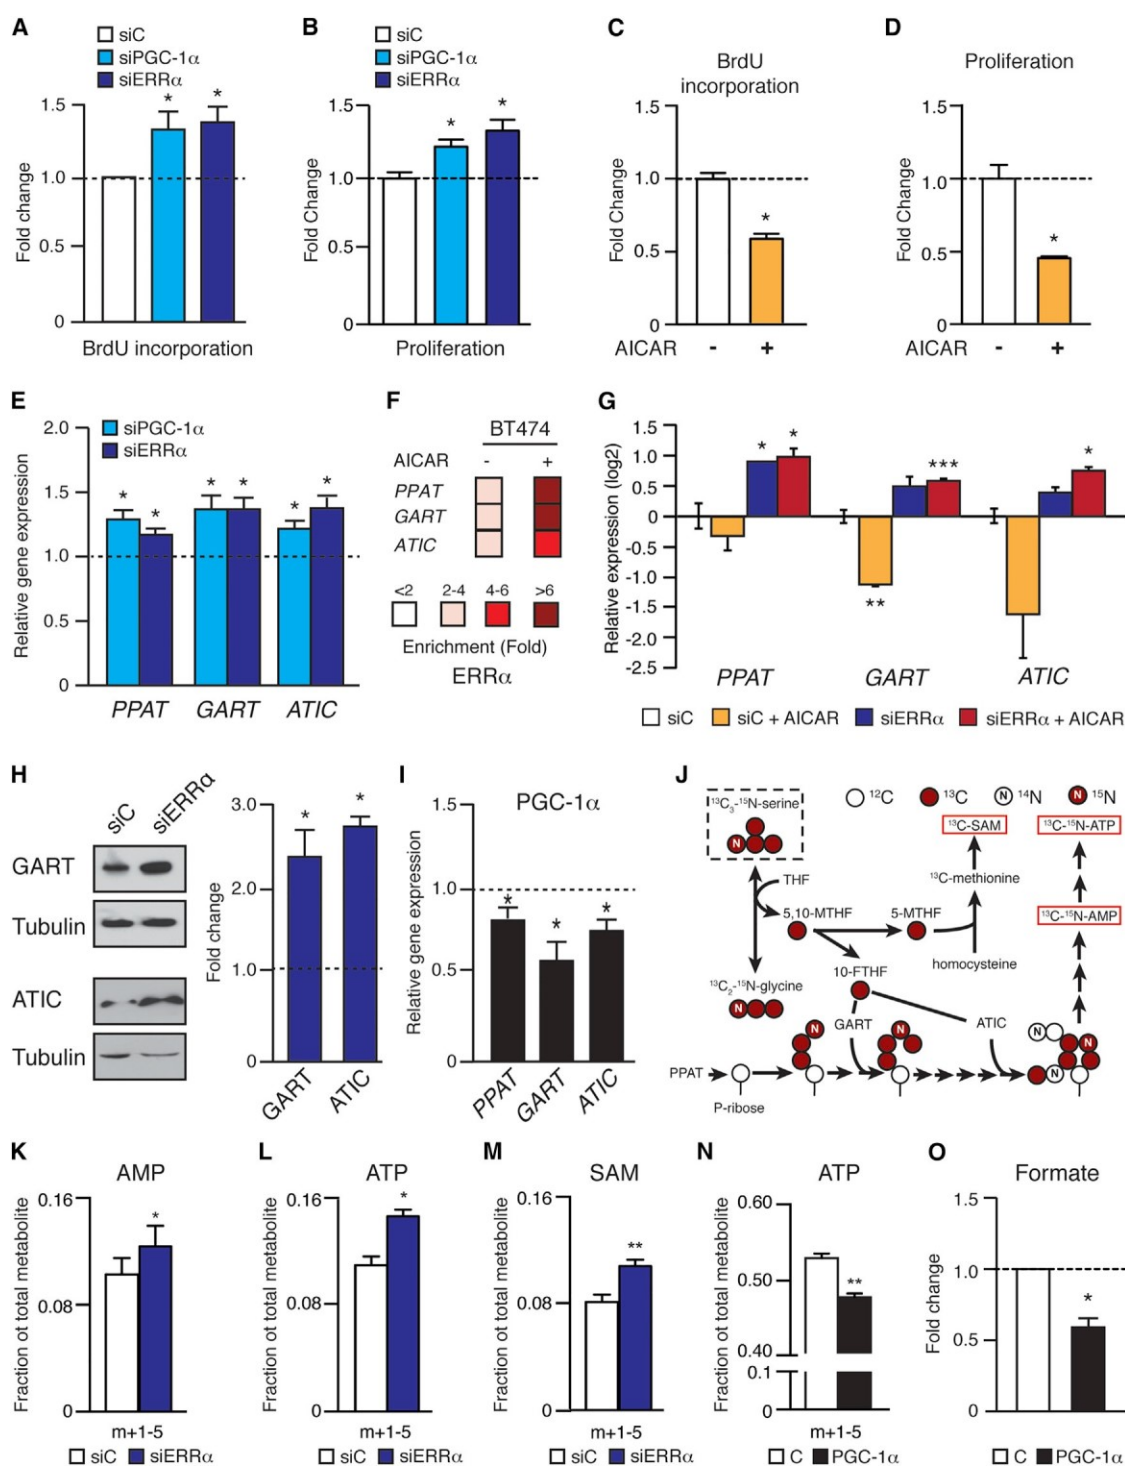 A
siC
siPGC-1α
siERRα
Fold change
1.5
1.0
0.5
0
* *
BrdU incorporation
B
siC
siPGC-1α
siERRα
Fold Change
1.5
1.0
0.5
0
* *
Proliferation
C
BrdU
incorporation
Fold Change
1.5
1.0
0.5
0
*
AICAR - +
D
Proliferation
Fold Change
1.5
1.0
0.5
0
*
AICAR - +
E
siPGC-1α
siERRα
Relative gene expression
2.0
1.5
1.0
0.5
0
* * * * * *
PPAT GART ATIC
F
BT474
AICAR - +
PPAT
GART
ATIC
<2 2-4 4-6 >6
Enrichment (Fold)
ERRα
G
Relative expression (log2)
1.5
1.0
0.5
0
-0.5
-1.0
-1.5
-2.0
-2.5
* * ** *** *
PPAT GART ATIC
siC siC + AICAR siERRα siERRα + AICAR
H
siC siERRα
GART
Tubulin
ATIC
Tubulin
Fold change
3.0
2.0
1.0
0
* *
GART ATIC
I
PGC-1α
Relative gene expression
1.5
1.0
0.5
0
* * *
PPAT GART ATIC
J
¹²C ¹³C N ¹⁴N N ¹⁵N
¹³C₃-¹⁵N-serine
N
¹³C-SAM
¹³C-¹⁵N-ATP
THF
¹³C-methionine
5,10-MTHF
5-MTHF
¹³C-¹⁵N-AMP
homocysteine
10-FTHF
¹³C₂-¹⁵N-glycine
N
GART
ATIC
N
N
N
N
N
PPAT
P-ribose
K
AMP
Fraction ot total metabolite
0.16
0.08
0
*
m+1-5
siC siERRα
L
ATP
Fraction ot total metabolite
0.16
0.08
0
*
m+1-5
siC siERRα
M
SAM
Fraction ot total metabolite
0.16
0.08
0
**
m+1-5
siC siERRα
N
ATP
Fraction ot total metabolite
0.60
0.50
0.40
0.1
0
**
m+1-5
C PGC-1α
O
Formate
Fold change
1.5
1.0
0.5
0
*
C PGC-1α